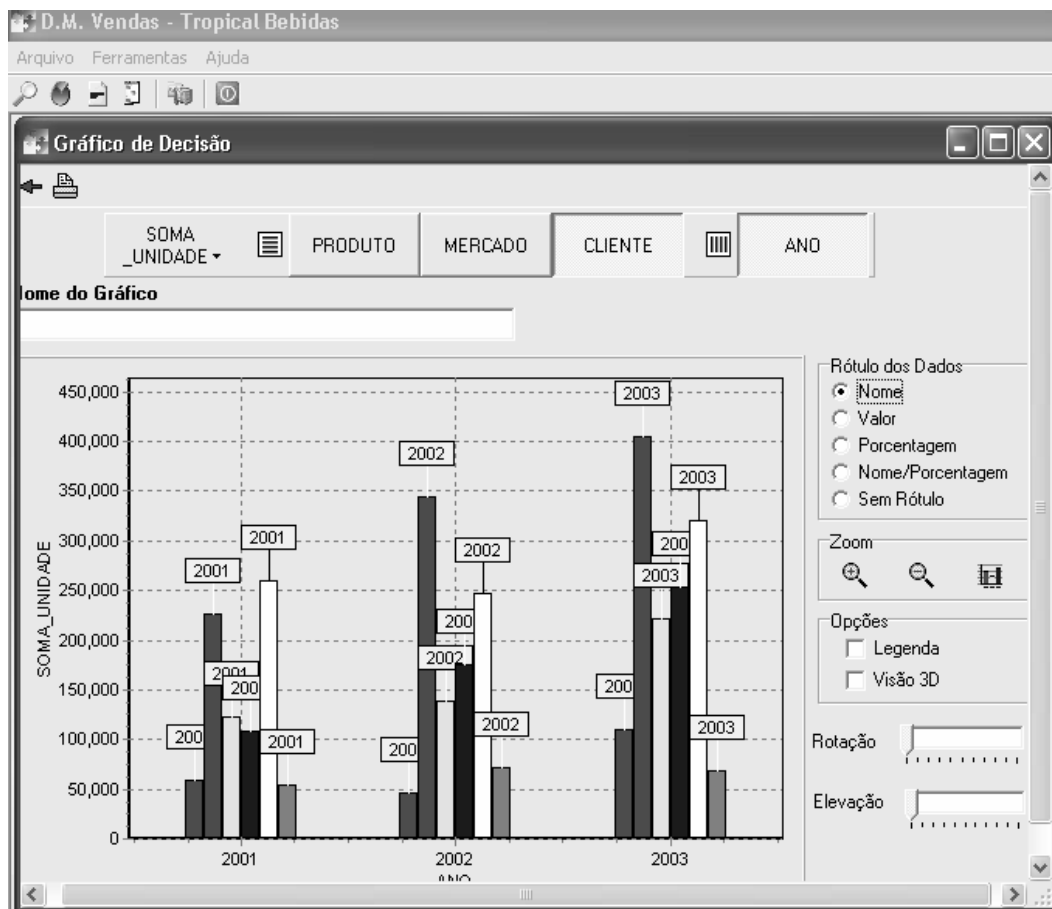 D.M. Vendas - Tropical Bebidas
Arquivo Ferramentas Ajuda
Gráfico de Decisão
SOMA
_UNIDADE
PRODUTO
MERCADO
CLIENTE
ANO
ome do Gráfico
SOMA_UNIDADE
450,000
400,000
350,000
300,000
250,000
200,000
150,000
100,000
50,000
0
200
2001
2001
200
2001
2001
200
2002
2002
200
2002
2002
200
2003
2003
200
2003
2003
2001
2002
2003
ANO
Rótulo dos Dados
Nome
Valor
Porcentagem
Nome/Porcentagem
Sem Rótulo
Zoom
Opções
Legenda
Visão 3D
Rotação
Elevação